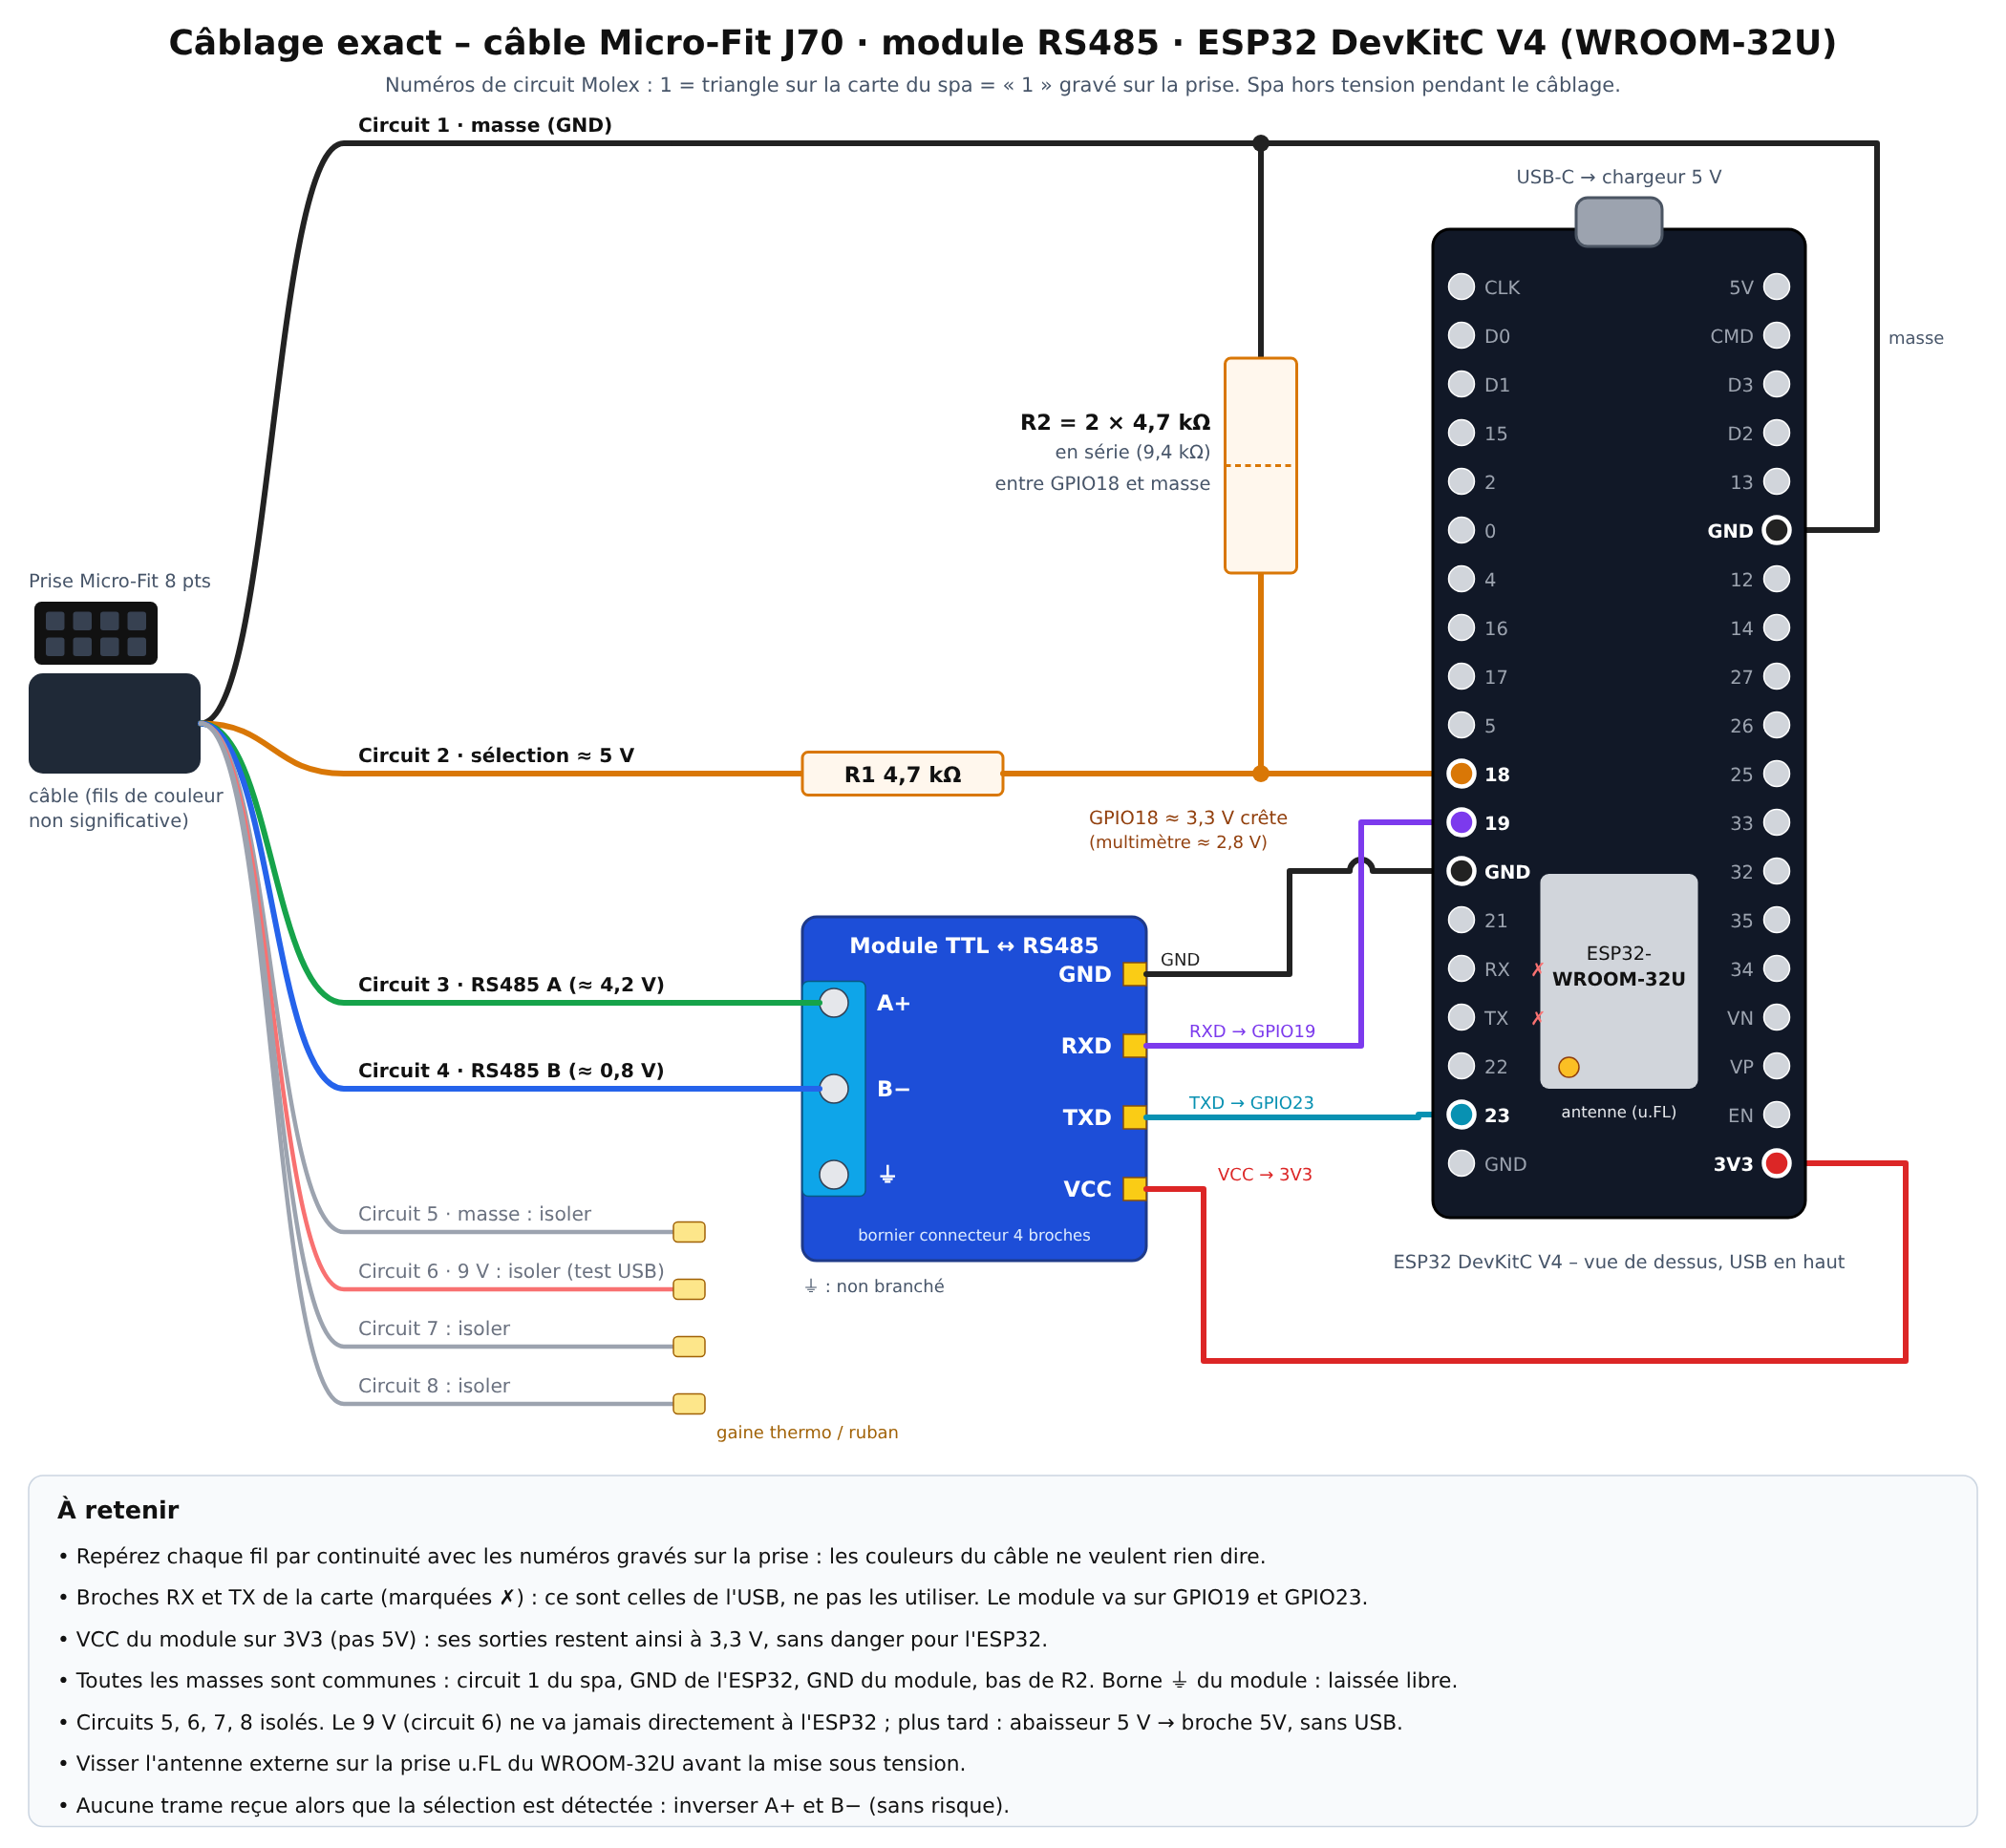 Câblage exact – câble Micro-Fit J70 · module RS485 · ESP32 DevKitC V4 (WROOM-32U)
Numéros de circuit Molex : 1 = triangle sur la carte du spa = « 1 » gravé sur la prise. Spa hors tension pendant le câblage.
Circuit 1 · masse (GND)
USB-C → chargeur 5 V
masse
R2 = 2 × 4,7 kΩ
en série (9,4 kΩ)
entre GPIO18 et masse
Prise Micro-Fit 8 pts
câble (fils de couleur
non significative)
Circuit 2 · sélection ≈ 5 V
R1 4,7 kΩ
GPIO18 ≈ 3,3 V crête
(multimètre ≈ 2,8 V)
Circuit 3 · RS485 A (≈ 4,2 V)
Circuit 4 · RS485 B (≈ 0,8 V)
Circuit 5 · masse : isoler
Circuit 6 · 9 V : isoler (test USB)
Circuit 7 : isoler
Circuit 8 : isoler
gaine thermo / ruban
Module TTL ↔ RS485
A+
B−
⏚
GND
RXD
TXD
VCC
bornier connecteur 4 broches
⏚ : non branché
GND
RXD → GPIO19
TXD → GPIO23
VCC → 3V3
CLK
D0
D1
15
2
0
4
16
17
5
18
19
GND
21
RX ✗
TX ✗
22
23
GND
5V
CMD
D3
D2
13
GND
12
14
27
26
25
33
32
35
34
VN
VP
EN
3V3
ESP32-
WROOM-32U
antenne (u.FL)
ESP32 DevKitC V4 – vue de dessus, USB en haut
À retenir
• Repérez chaque fil par continuité avec les numéros gravés sur la prise : les couleurs du câble ne veulent rien dire.
• Broches RX et TX de la carte (marquées ✗) : ce sont celles de l'USB, ne pas les utiliser. Le module va sur GPIO19 et GPIO23.
• VCC du module sur 3V3 (pas 5V) : ses sorties restent ainsi à 3,3 V, sans danger pour l'ESP32.
• Toutes les masses sont communes : circuit 1 du spa, GND de l'ESP32, GND du module, bas de R2. Borne ⏚ du module : laissée libre.
• Circuits 5, 6, 7, 8 isolés. Le 9 V (circuit 6) ne va jamais directement à l'ESP32 ; plus tard : abaisseur 5 V → broche 5V, sans USB.
• Visser l'antenne externe sur la prise u.FL du WROOM-32U avant la mise sous tension.
• Aucune trame reçue alors que la sélection est détectée : inverser A+ et B− (sans risque).